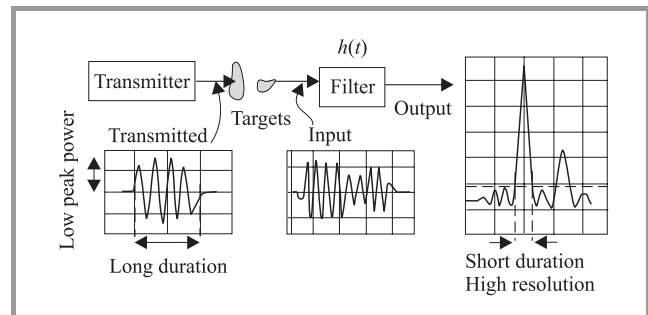 h(t)
Transmitter
Filter
Output
Targets
Transmitted
Input
Low peak power
Long duration
Short duration
High resolution